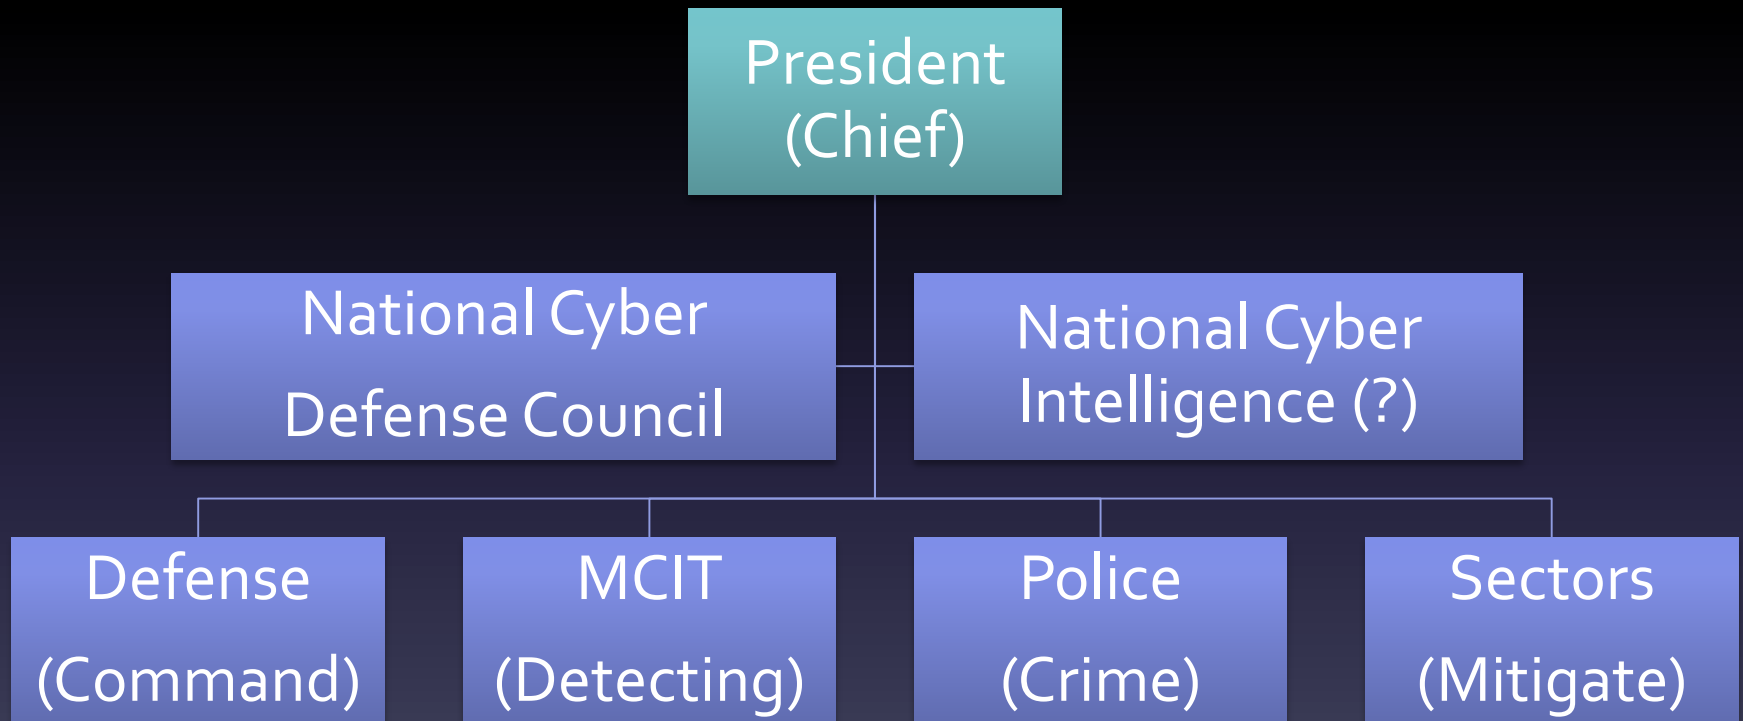 President
(Chief)
National Cyber
Defense Council
National Cyber
Intelligence (?)
Defense
(Command)
MCIT
(Detecting)
Police
(Crime)
Sectors
(Mitigate)